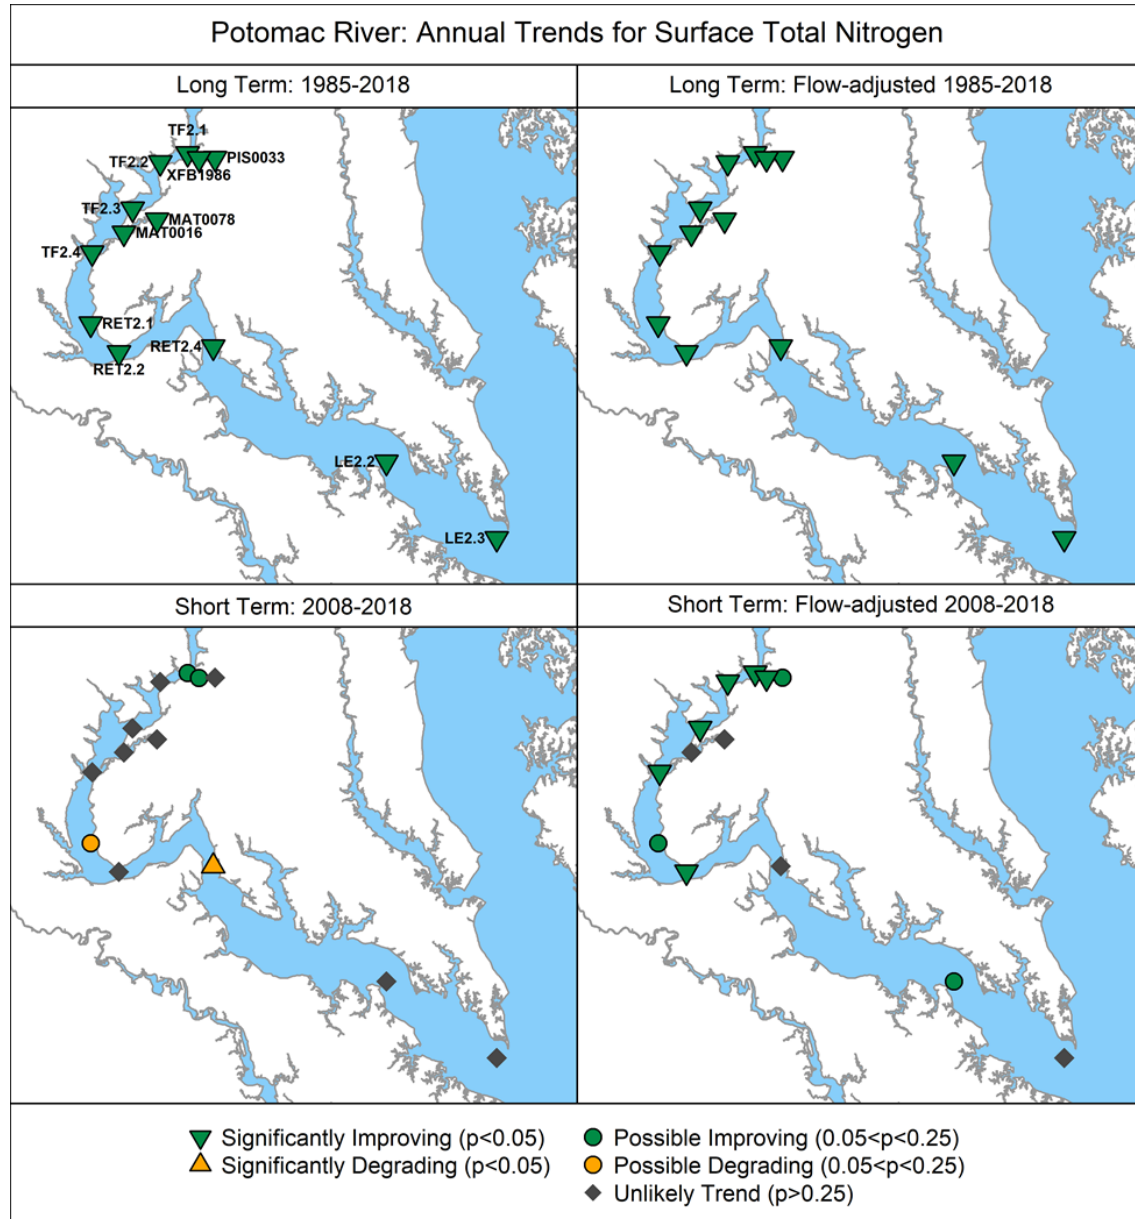 Potomac River: Annual Trends for Surface Total Nitrogen
Long Term: 1985-2018
Long Term: Flow-adjusted 1985-2018
TF2.1
TF2.2
PIS0033
XFB1986
TF2.3
MAT0078
MAT0016
TF2.4
RET2.1
RET2.4
RET2.2
LE2.2
LE2.3
Short Term: 2008-2018
Short Term: Flow-adjusted 2008-2018
Significantly Improving (p<0.05)
Possible Improving (0.05<p<0.25)
Significantly Degrading (p<0.05)
Possible Degrading (0.05<p<0.25)
Unlikely Trend (p>0.25)